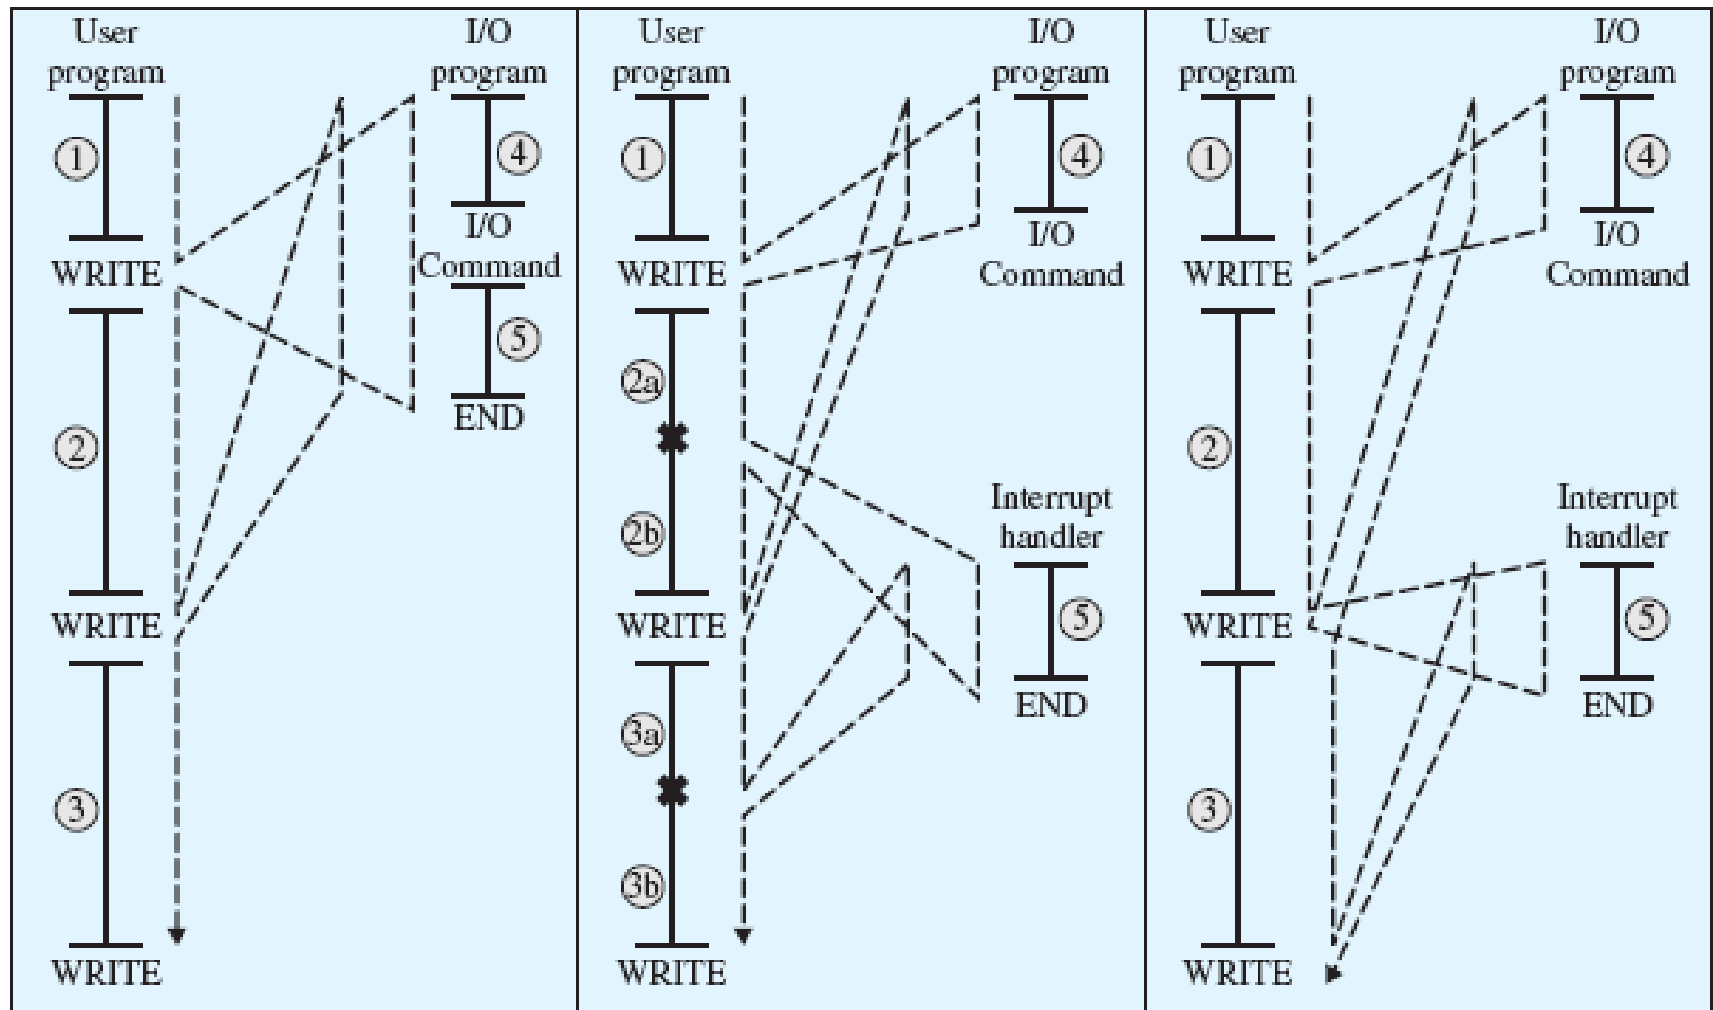 User
program
I/O
program
1
4
WRITE
I/O
Command
5
END
2
WRITE
3
WRITE
User
program
I/O
program
1
4
WRITE
I/O
Command
2a
2b
Interrupt
handler
5
END
WRITE
3a
3b
WRITE
User
program
I/O
program
1
4
WRITE
I/O
Command
2
Interrupt
handler
5
END
WRITE
3
WRITE